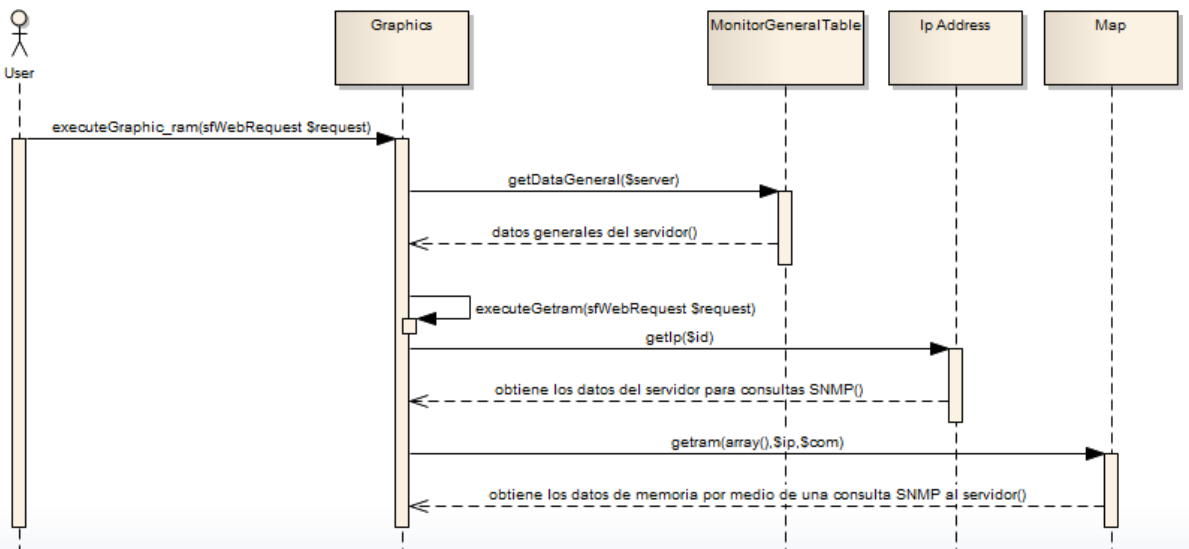 Graphics
MonitorGeneralTable
Ip Address
Map
User
executeGraphic_ram(sfWebRequest $request)
getDataGeneral($server)
datos generales del servidor()
executeGetram(sfWebRequest $request)
getIp($id)
obtiene los datos del servidor para consultas SNMP()
getram(array(),$ip,$com)
obtiene los datos de memoria por medio de una consulta SNMP al servidor()